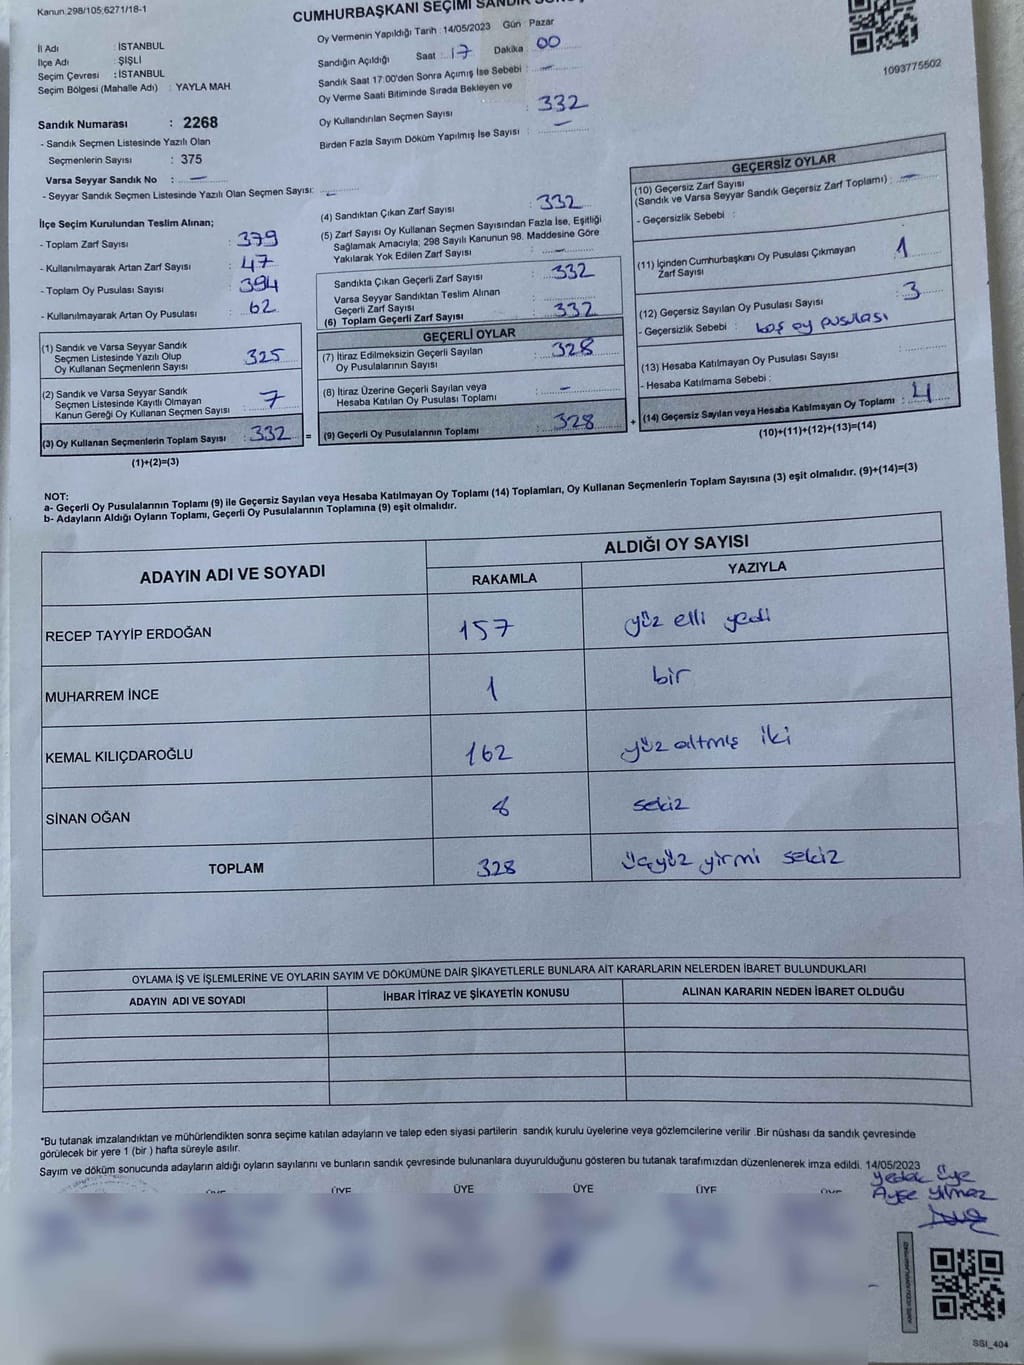 Kanun.298/105;6271/18-1
CUMHURBAŞKANI SEÇİMİ SANDIK
İl Adı : İSTANBUL
İlçe Adı : ŞİŞLİ
Seçim Çevresi : İSTANBUL
Seçim Bölgesi (Mahalle Adı) : YAYLA MAH.
Sandık Numarası : 2268
- Sandık Seçmen Listesinde Yazılı Olan
Seçmenlerin Sayısı : 375
Varsa Seyyar Sandık No : —
- Seyyar Sandık Seçmen Listesinde Yazılı Olan Seçmen Sayısı: —
Oy Vermenin Yapıldığı Tarih : 14/05/2023 Gün : Pazar
Sandığın Açıldığı Saat : 17 Dakika : 00
Sandık Saat 17:00'den Sonra Açımış İse Sebebi : —
Oy Verme Saati Bitiminde Sırada Bekleyen ve
Oy Kullandırılan Seçmen Sayısı : 332
Birden Fazla Sayım Döküm Yapılmış İse Sayısı : —
1093775502
İlçe Seçim Kurulundan Teslim Alınan;
- Toplam Zarf Sayısı : 379
- Kullanılmayarak Artan Zarf Sayısı : 47
- Toplam Oy Pusulası Sayısı : 394
- Kullanılmayarak Artan Oy Pusulası : 62
(1) Sandık ve Varsa Seyyar Sandık
Seçmen Listesinde Yazılı Olup
Oy Kullanan Seçmenlerin Sayısı : 325
(2) Sandık ve Varsa Seyyar Sandık
Seçmen Listesinde Kayıtlı Olmayan
Kanun Gereği Oy Kullanan Seçmen Sayısı : 7
(3) Oy Kullanan Seçmenlerin Toplam Sayısı : 332 =
(1)+(2)=(3)
(4) Sandıktan Çıkan Zarf Sayısı : 332
(5) Zarf Sayısı Oy Kullanan Seçmen Sayısından Fazla İse, Eşitliği
Sağlamak Amacıyla; 298 Sayılı Kanunun 98. Maddesine Göre
Yakılarak Yok Edilen Zarf Sayısı : —
Sandıkta Çıkan Geçerli Zarf Sayısı : 332
Varsa Seyyar Sandıktan Teslim Alınan
Geçerli Zarf Sayısı :
(6) Toplam Geçerli Zarf Sayısı : 332
GEÇERLİ OYLAR
(7) İtiraz Edilmeksizin Geçerli Sayılan
Oy Pusulalarının Sayısı : 328
(8) İtiraz Üzerine Geçerli Sayılan veya
Hesaba Katılan Oy Pusulası Toplamı : —
(9) Geçerli Oy Pusulalarının Toplamı : 328 +
GEÇERSİZ OYLAR
(10) Geçersiz Zarf Sayısı
(Sandık ve Varsa Seyyar Sandık Geçersiz Zarf Toplamı) : —
- Geçersizlik Sebebi :
(11) İçinden Cumhurbaşkanı Oy Pusulası Çıkmayan
Zarf Sayısı : 1
(12) Geçersiz Sayılan Oy Pusulası Sayısı : 3
- Geçersizlik Sebebi : boş oy pusulası
(13) Hesaba Katılmayan Oy Pusulası Sayısı :
- Hesaba Katılmama Sebebi :
(14) Geçersiz Sayılan veya Hesaba Katılmayan Oy Toplamı : 4
(10)+(11)+(12)+(13)=(14)
NOT:
a- Geçerli Oy Pusulalarının Toplamı (9) ile Geçersiz Sayılan veya Hesaba Katılmayan Oy Toplamı (14) Toplamları, Oy Kullanan Seçmenlerin Toplam Sayısına (3) eşit olmalıdır. (9)+(14)=(3)
b- Adayların Aldığı Oyların Toplamı, Geçerli Oy Pusulalarının Toplamına (9) eşit olmalıdır.
ADAYIN ADI VE SOYADI ALDIĞI OY SAYISI
RAKAMLA YAZIYLA
RECEP TAYYİP ERDOĞAN 157 yüz elli yedi
MUHARREM İNCE 1 bir
KEMAL KILIÇDAROĞLU 162 yüz altmış iki
SİNAN OĞAN 8 sekiz
TOPLAM 328 üçyüz yirmi sekiz
OYLAMA İŞ VE İŞLEMLERİNE VE OYLARIN SAYIM VE DÖKÜMÜNE DAİR ŞİKAYETLERLE BUNLARA AİT KARARLARIN NELERDEN İBARET BULUNDUKLARI
ADAYIN ADI VE SOYADI İHBAR İTİRAZ VE ŞİKAYETİN KONUSU ALINAN KARARIN NEDEN İBARET OLDUĞU
*Bu tutanak imzalandıktan ve mühürlendikten sonra seçime katılan adayların ve talep eden siyasi partilerin sandık kurulu üyelerine veya gözlemcilerine verilir .Bir nüshası da sandık çevresinde
görülecek bir yere 1 (bir ) hafta süreyle asılır.
Sayım ve döküm sonucunda adayların aldığı oyların sayılarını ve bunların sandık çevresinde bulunanlara duyurulduğunu gösteren bu tutanak tarafımızdan düzenlenerek imza edildi. 14/05/2023
ÜYE ÜYE ÜYE ÜYE ÜYE
yedek üye
Ayşe Yılmaz
SSI_404